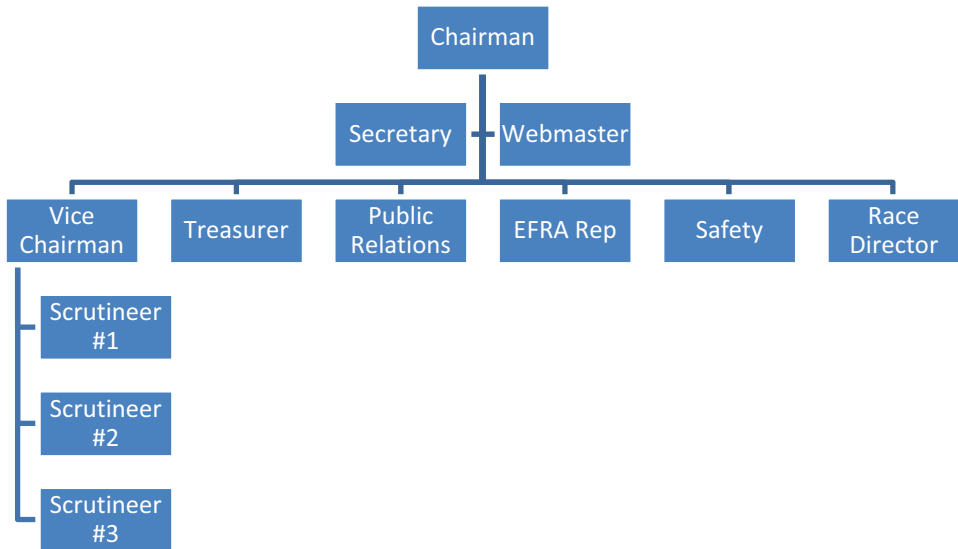 Chairman
Secretary
Webmaster
Vice
Chairman
Treasurer
Public
Relations
EFRA Rep
Safety
Race
Director
Scrutineer
#1
Scrutineer
#2
Scrutineer
#3